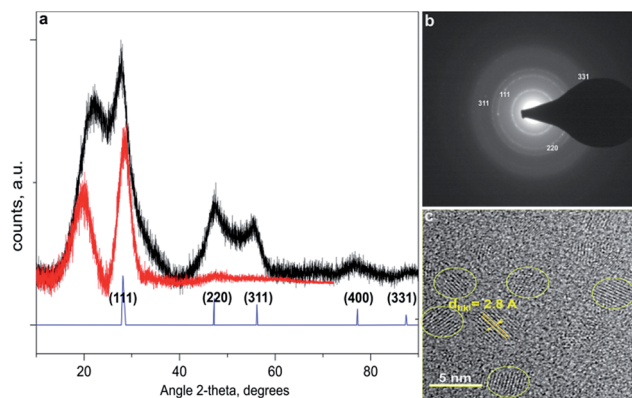 a
counts, a.u.
(111)
(220)
(311)
(400)
(331)
20
40
60
80
Angle 2-theta, degrees
b
331
111
311
220
c
dhkl = 2.8 A
5 nm